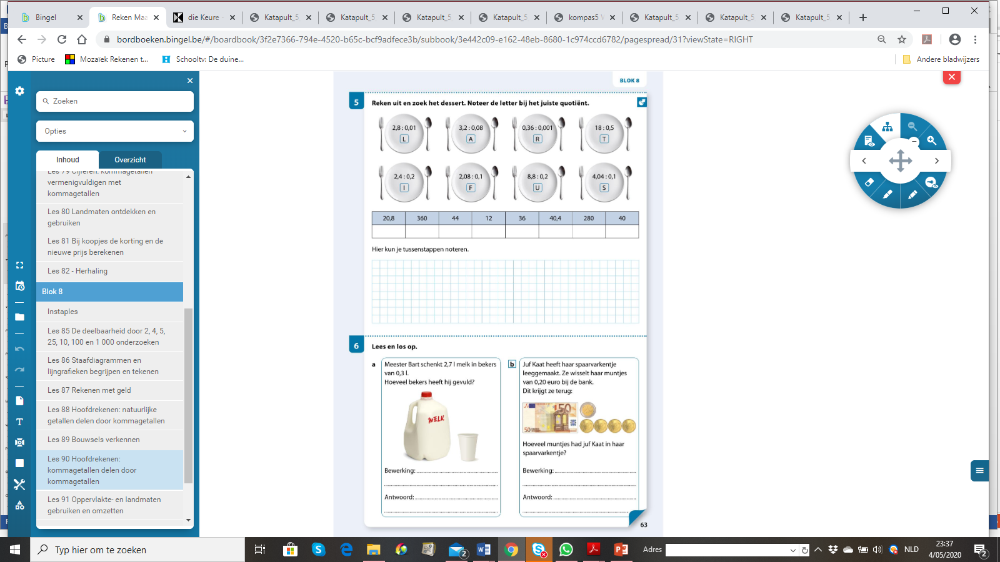 Bingel
Reken Maa
die Keure -
Katapult_5
Katapult_5
Katapult_5
Katapult_5
kompas5 V
Katapult_5
Katapult_5
Katapult_5
bordboeken.bingel.be/#/boardbook/3f2e7366-794e-4520-b65c-bcf9adfece3b/subbook/3e442c09-e162-48eb-8680-1c974ccd6782/pagespread/31?viewState=RIGHT
Picture
Mozaïek Rekenen t...
Schooltv: De duine...
Andere bladwijzers
Zoeken
Opties
Inhoud
Overzicht
Les 79 Cijferen: kommagetallen
vermenigvuldigen met
kommagetallen
Les 80 Landmaten ontdekken en
gebruiken
Les 81 Bij koopjes de korting en de
nieuwe prijs berekenen
Les 82 - Herhaling
Blok 8
Instaples
Les 85 De deelbaarheid door 2, 4, 5,
25, 10, 100 en 1 000 onderzoeken
Les 86 Staafdiagrammen en
lijngrafieken begrijpen en tekenen
Les 87 Rekenen met geld
Les 88 Hoofdrekenen: natuurlijke
getallen delen door kommagetallen
Les 89 Bouwsels verkennen
Les 90 Hoofdrekenen:
kommagetallen delen door
kommagetallen
Les 91 Oppervlakte- en landmaten
gebruiken en omzetten
BLOK 8
5 Reken uit en zoek het dessert. Noteer de letter bij het juiste quotiënt.
2,8 : 0,01 3,2 : 0,08 0,36 : 0,001 18 : 0,5
L A R T
2,4 : 0,2 2,08 : 0,1 8,8 : 0,2 4,04 : 0,1
I F U S
20,8 360 44 12 36 40,4 280 40
Hier kun je tussenstappen noteren.
6 Lees en los op.
a Meester Bart schenkt 2,7 l melk in bekers
van 0,3 l.
Hoeveel bekers heeft hij gevuld?
MELK
Bewerking:
Antwoord:
b Juf Kaat heeft haar spaarvarkentje
leeggemaakt. Ze wisselt haar muntjes
van 0,20 euro bij de bank.
Dit krijgt ze terug:
50
50 EURO
Hoeveel muntjes had juf Kaat in haar
spaarvarkentje?
Bewerking:
Antwoord:
63
Typ hier om te zoeken
2
Adres
NLD
23:37
4/05/2020
2